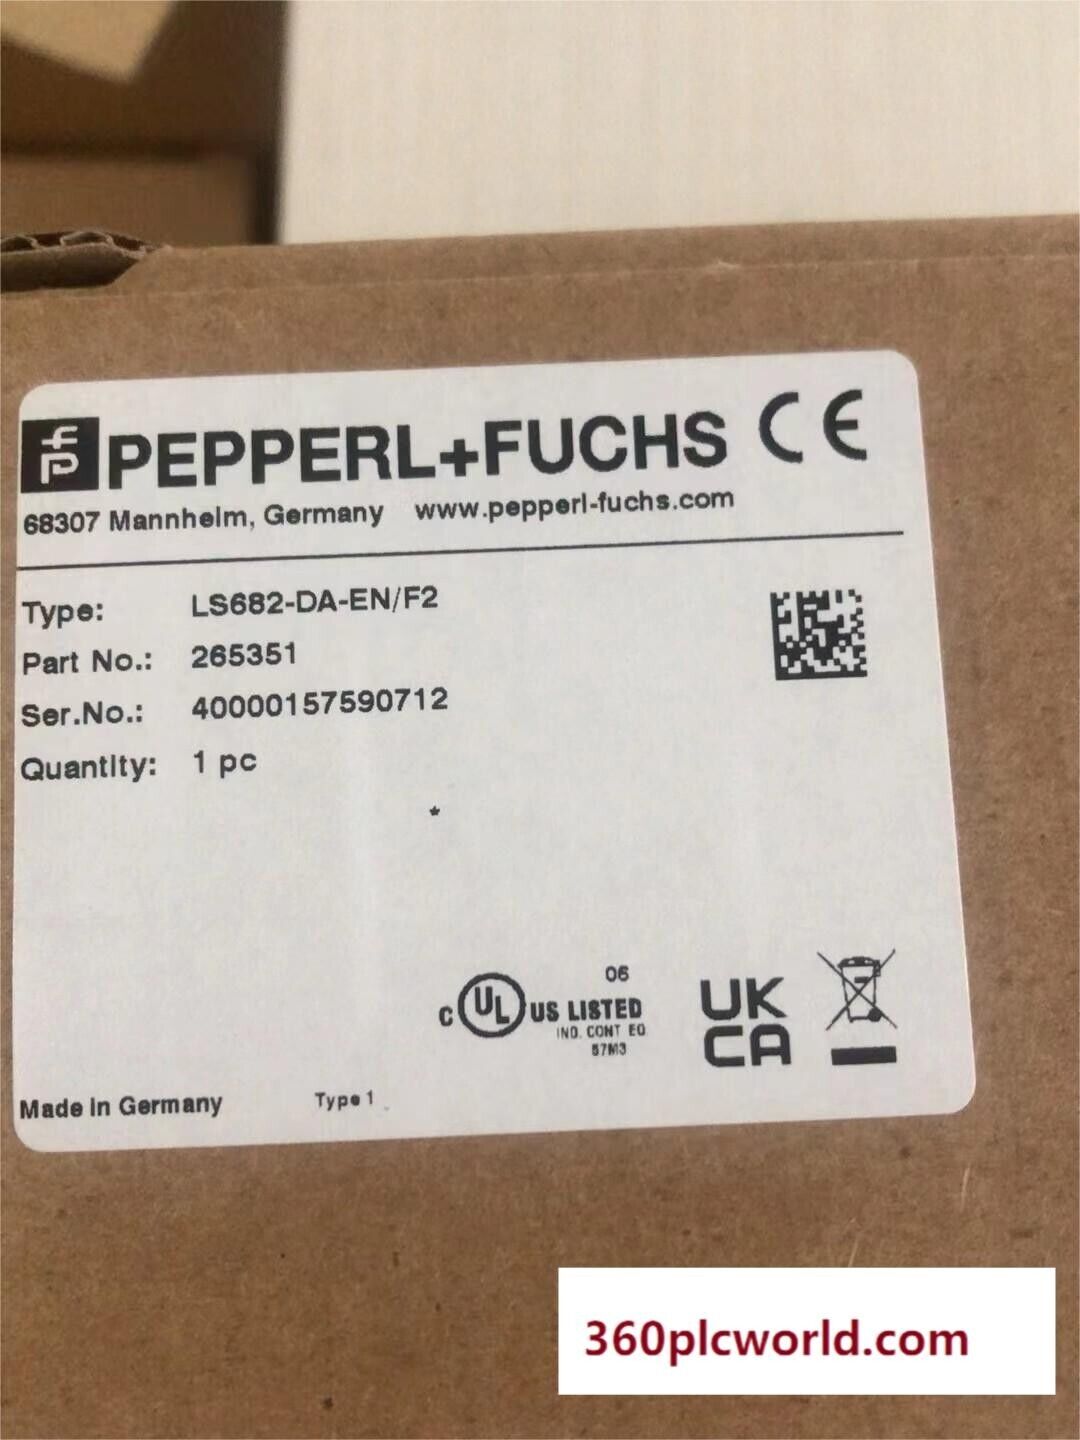 PEPPERL+FUCHS CE
68307 Mannheim, Germany www.pepperl-fuchs.com
Type: LS682-DA-EN/F2
Part No.: 265351
Ser.No.: 40000157590712
Quantity: 1 pc
*
06
C UL US LISTED
IND. CONT EQ
57M3
UK
CA
Made in Germany Type 1
360plcworld.com